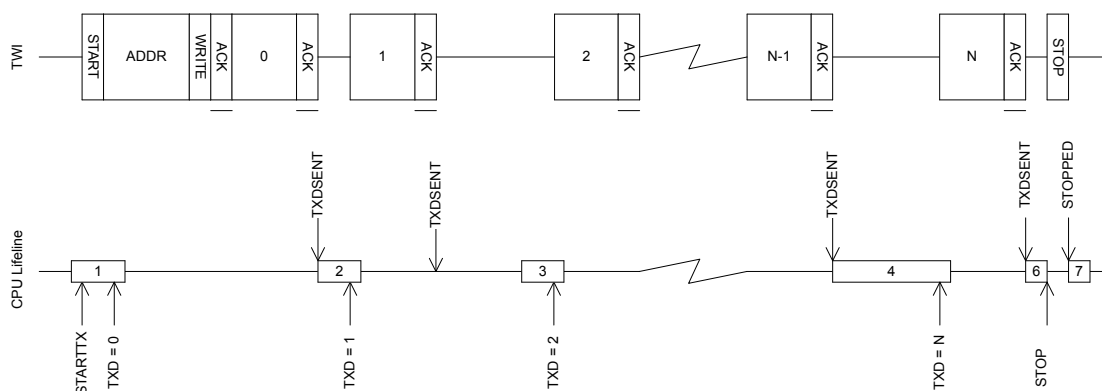 TWI
START
ADDR
WRITE
ACK
0
ACK
1
ACK
2
ACK
N-1
ACK
N
ACK
STOP
CPU Lifeline
TXDSENT
TXDSENT
TXDSENT
TXDSENT
STOPPED
1
2
3
4
6
7
STARTTX
TXD = 0
TXD = 1
TXD = 2
TXD = N
STOP